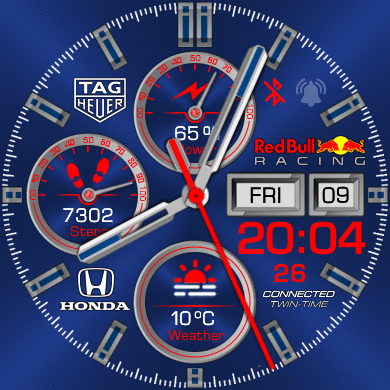 TAG
HEUER
65%
Red Bull
RACING
FRI
09
7302
Steps
20:04
26
HONDA
CONNECTED
TWIN-TIME
10°C
Weather